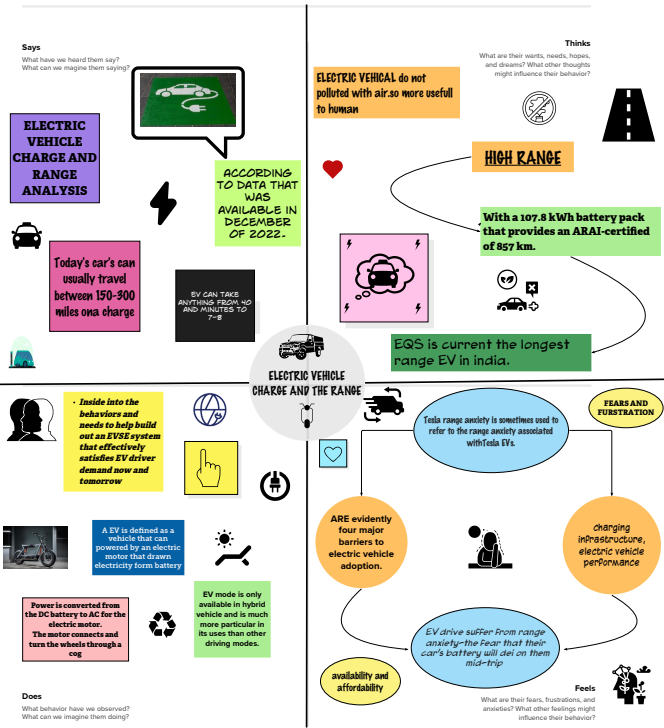 Says
What have we heard them say?
What can we magine them saying?
ELECTRIC
VEHICLE
CHARGE AND
RANGE
ANALYSIS
ACCORDING
TO DATA THAT
WAS
AVAILABLE IN
DECEMBER
OF 2022.
Today's car's can
usually travel
between 150-300
miles ona charge
EV CAN TAKE
ANYTHING FROM 40
AND MINUTES TO
7-8
Thinks
What are their wants, needs, hopes,
and dreams? What other thoughts
might influence their behavior?
ELECTRIC VEHICAL do not
polluted with air.so more usefull
to human
HIGH RANGE
With a 107.8 kWh battery pack
that provides an ARAI-certified
of 857 km.
EQS is current the longest
range EV in india.
ELECTRIC VEHICLE
CHARGE AND THE RANGE
• Inside into the
behaviors and
needs to help build
out an EVSE system
that effectively
satisfies EV driver
demand now and
tomorrow
A EV is defined as a
vehicle that can
powered by an electric
motor that drawn
electricity form battery
Power is converted from
the DC battery to AC for the
electric motor.
The motor connects and
turn the wheels through a
cog
EV mode is only
available in hybrid
vehicle and is much
more particular in
its uses than other
driving modes.
Does
What behavior have we observed?
What can we imagine them doing?
Tesla range anxiety is sometimes used to
refer to the range anxiety associated
withTesla EVs.
FEARS AND
FURSTRATION
ARE evidently
four major
barriers to
electric vehicle
adoption.
charging
infrastructure,
electric vehicle
performance
EV drive suffer from range
anxiety-the fear that their
car's battery will dei on them
mid-trip
availability and
affordability
Feels
What are their fears, frustrations, and
anxieties? What other feelings might
influence their behavior?